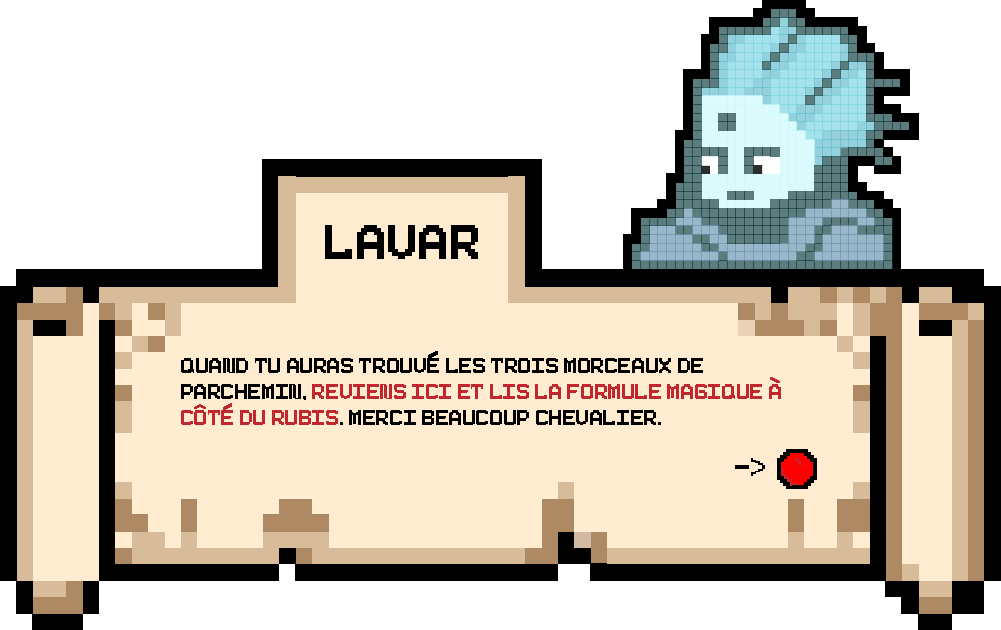 LAVAR
QUAND TU AURAS TROUVÉ LES TROIS MORCEAUX DE
PARCHEMIN, REVIENS ICI ET LIS LA FORMULE MAGIQUE À
CÔTÉ DU RUBIS. MERCI BEAUCOUP CHEVALIER.
->